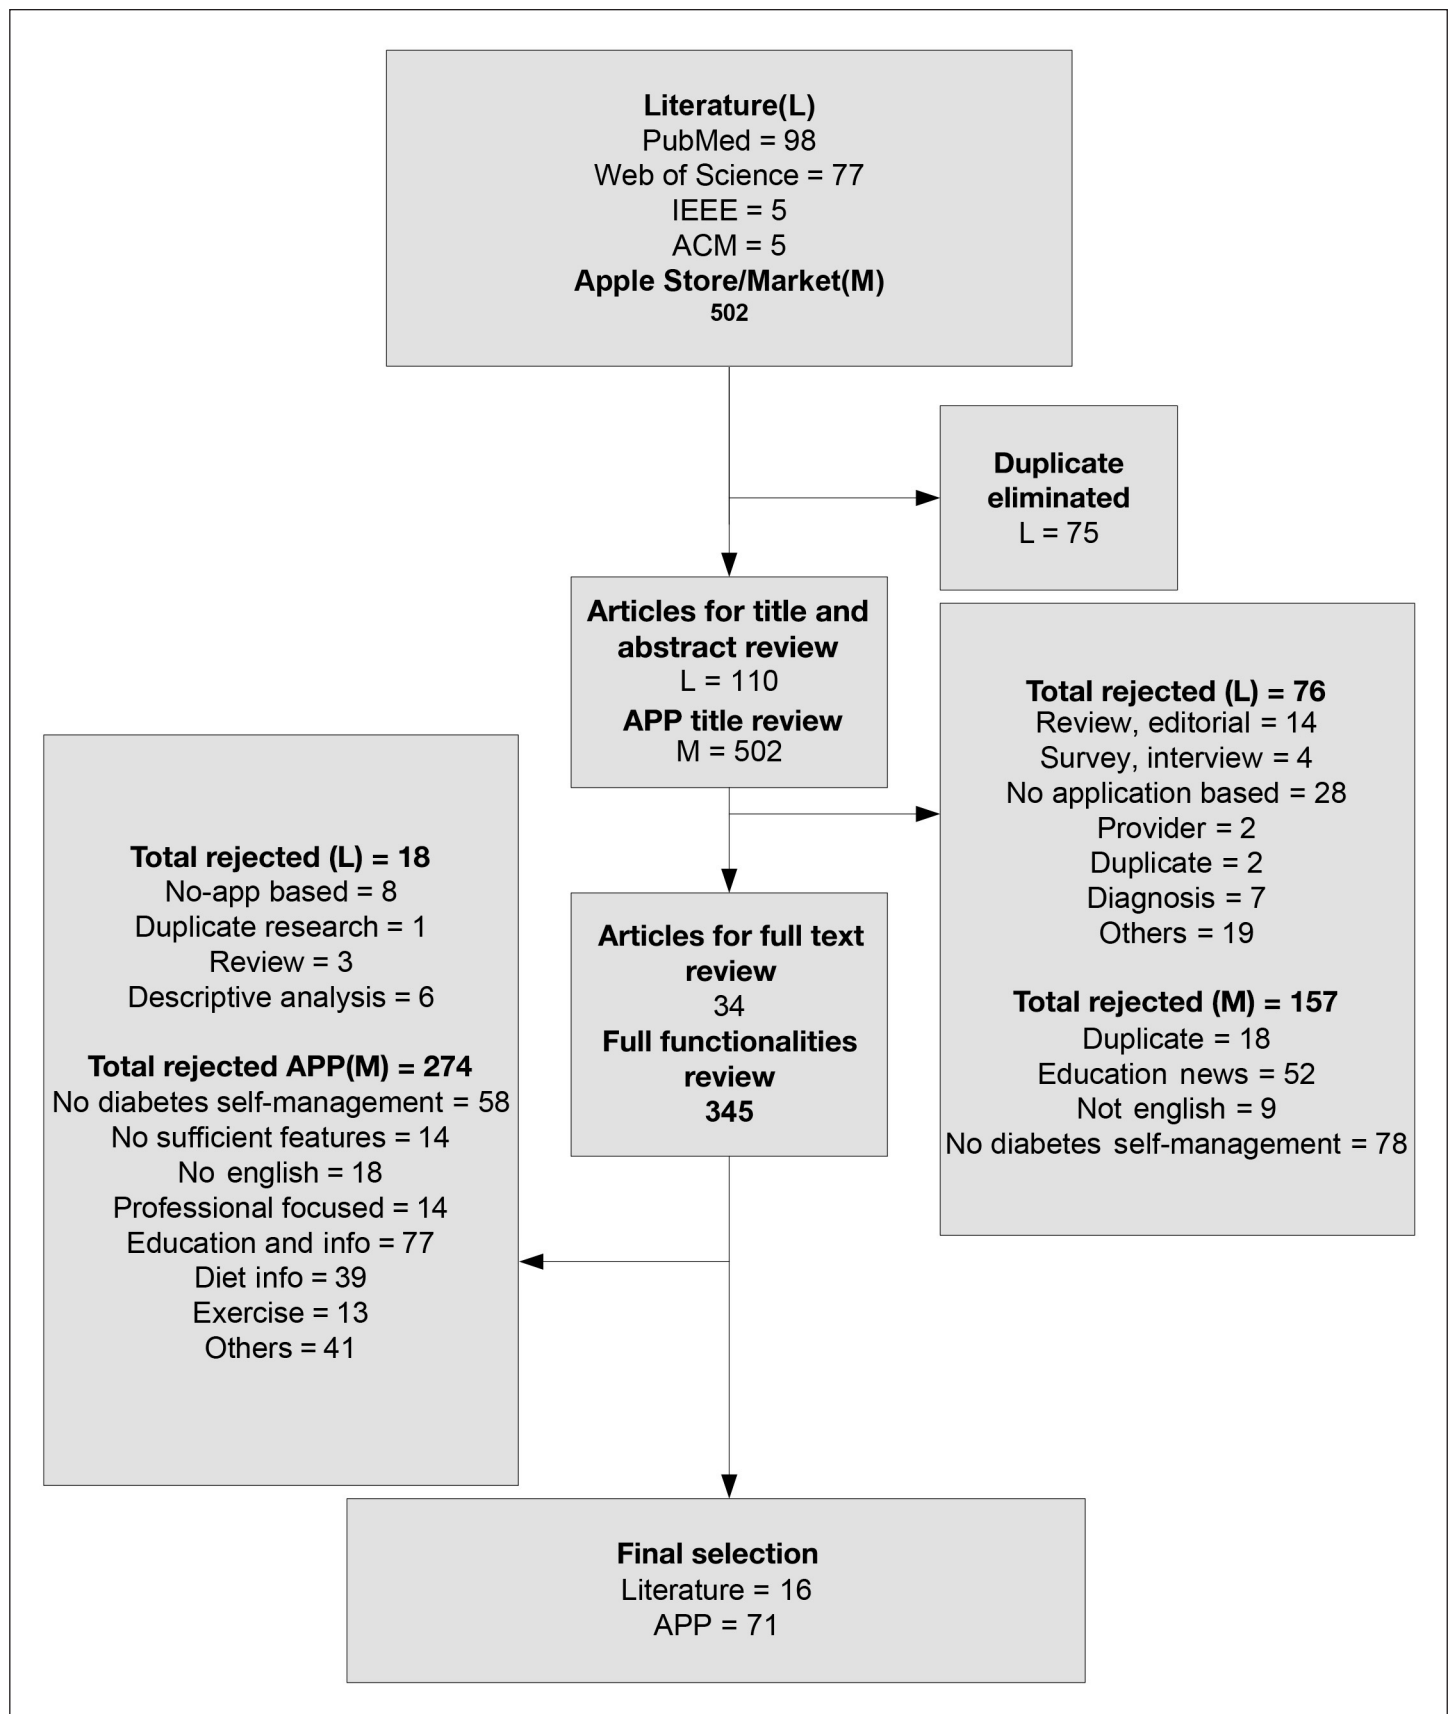 Literature(L)
PubMed = 98
Web of Science = 77
IEEE = 5
ACM = 5
Apple Store/Market(M)
502
Duplicate
eliminated
L = 75
Articles for title and
abstract review
L = 110
APP title review
M = 502
Total rejected (L) = 76
Review, editorial = 14
Survey, interview = 4
No application based = 28
Provider = 2
Duplicate = 2
Diagnosis = 7
Others = 19
Total rejected (M) = 157
Duplicate = 18
Education news = 52
Not english = 9
No diabetes self-management = 78
Articles for full text
review
34
Full functionalities
review
345
Total rejected (L) = 18
No-app based = 8
Duplicate research = 1
Review = 3
Descriptive analysis = 6
Total rejected APP(M) = 274
No diabetes self-management = 58
No sufficient features = 14
No english = 18
Professional focused = 14
Education and info = 77
Diet info = 39
Exercise = 13
Others = 41
Final selection
Literature = 16
APP = 71